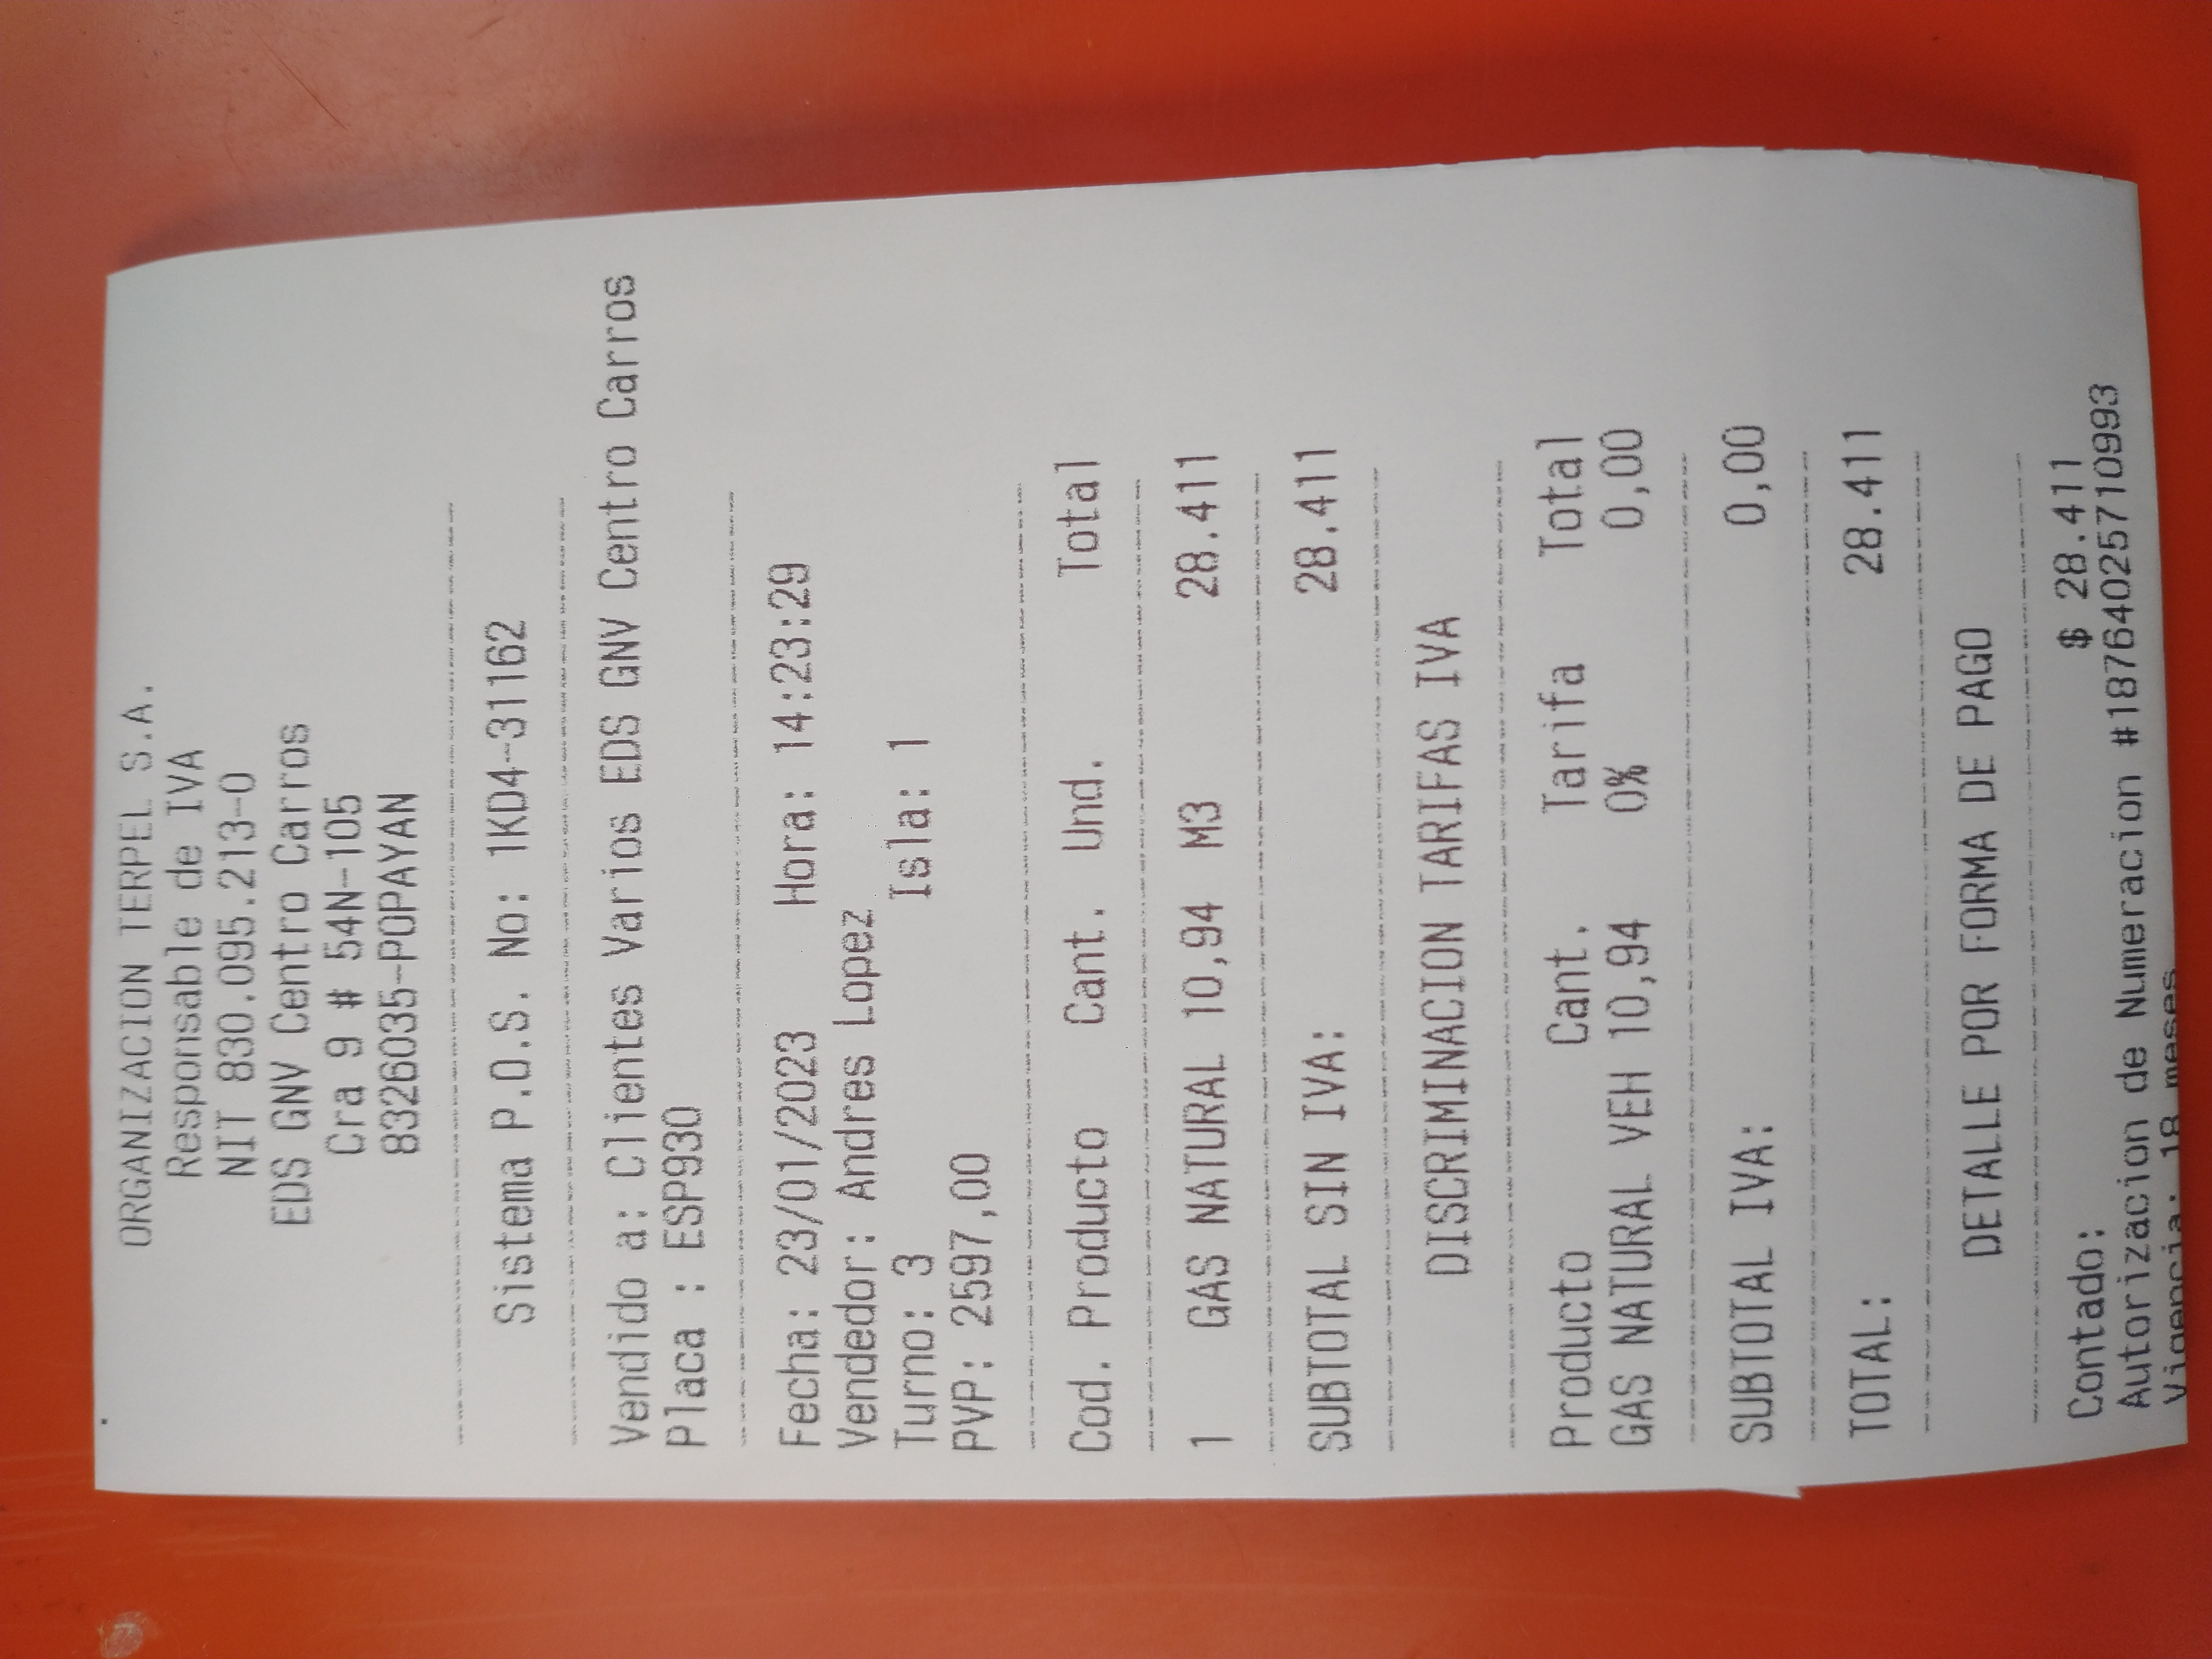 ORGANIZACION TERPEL S.A.
Responsable de IVA
NIT 830.095.213-0
EDS GNV Centro Carros
Cra 9 # 54N-105
8326035-POPAYAN
Sistema P.O.S. No: 1KD4-31162
Vendido a: Clientes Varios EDS GNV Centro Carros
Placa : ESP930
Fecha: 23/01/2023 Hora: 14:23:29
Vendedor: Andres Lopez
Turno: 3 Isla: 1
PVP: 2597,00
Cod. Producto Cant. Und. Total
1 GAS NATURAL 10,94 M3 28.411
SUBTOTAL SIN IVA: 28.411
DISCRIMINACION TARIFAS IVA
Producto Cant. Tarifa Total
GAS NATURAL VEH 10,94 0% 0,00
SUBTOTAL IVA: 0,00
TOTAL: 28.411
DETALLE POR FORMA DE PAGO
Contado: $ 28.411
Autorizacion de Numeracion #18764025710993
Vigencia: 18 meses